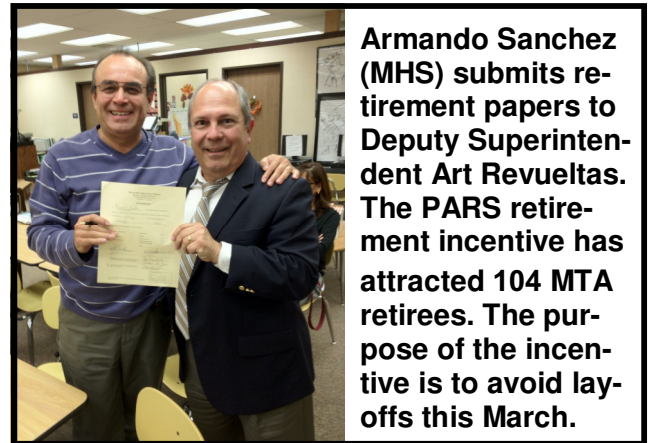 Armando Sanchez
(MHS) submits re-
tirement papers to
Deputy Superinten-
dent Art Revueltas.
The PARS retire-
ment incentive has
attracted 104 MTA
retirees. The pur-
pose of the incen-
tive is to avoid lay-
offs this March.